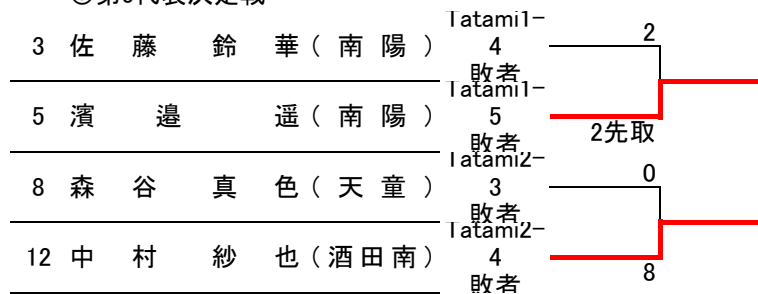 3 佐藤 鈴華(南陽) Tatami1-4敗者 2
5 濱邉 遥(南陽) Tatami1-5敗者 2先取
8 森谷 真色(天童) Tatami2-3敗者 0
12 中村 紗也(酒田南) Tatami2-4敗者 8